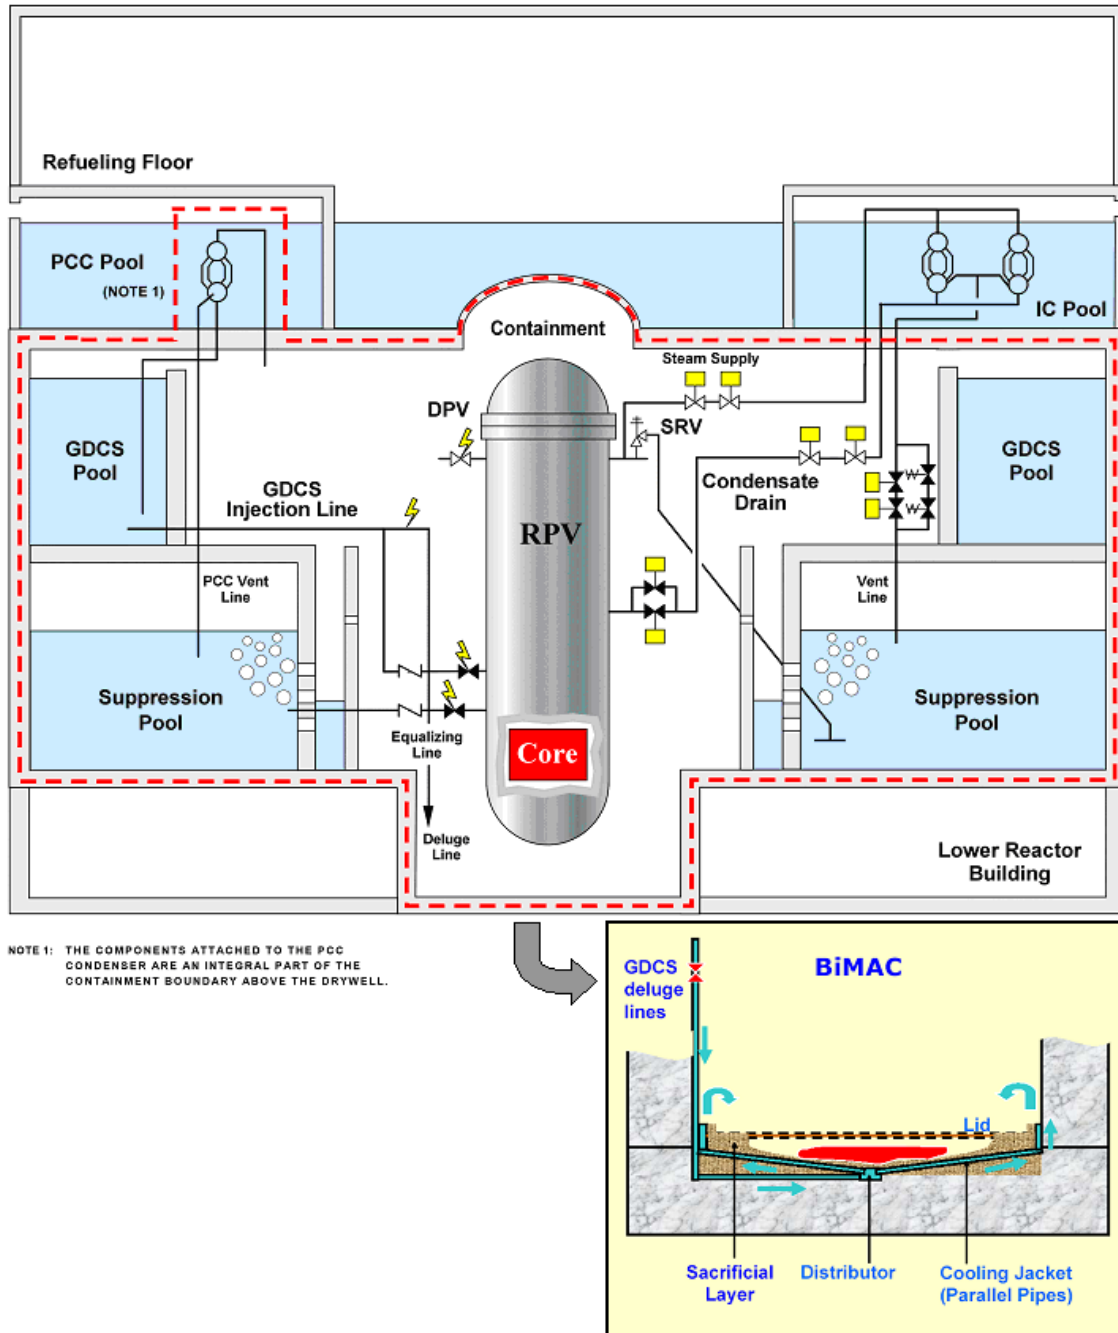 Refueling Floor
PCC Pool
(NOTE 1)
IC Pool
Containment
Steam Supply
DPV
SRV
GDCS
Pool
GDCS
Injection Line
Condensate
Drain
GDCS
Pool
RPV
PCC Vent
Line
Vent
Line
Suppression
Pool
Suppression
Pool
Equalizing
Line
Core
Deluge
Line
Lower Reactor
Building
NOTE 1: THE COMPONENTS ATTACHED TO THE PCC
CONDENSER ARE AN INTEGRAL PART OF THE
CONTAINMENT BOUNDARY ABOVE THE DRYWELL.
BiMAC
GDCS
deluge
lines
Lid
Sacrificial
Layer
Distributor
Cooling Jacket
(Parallel Pipes)